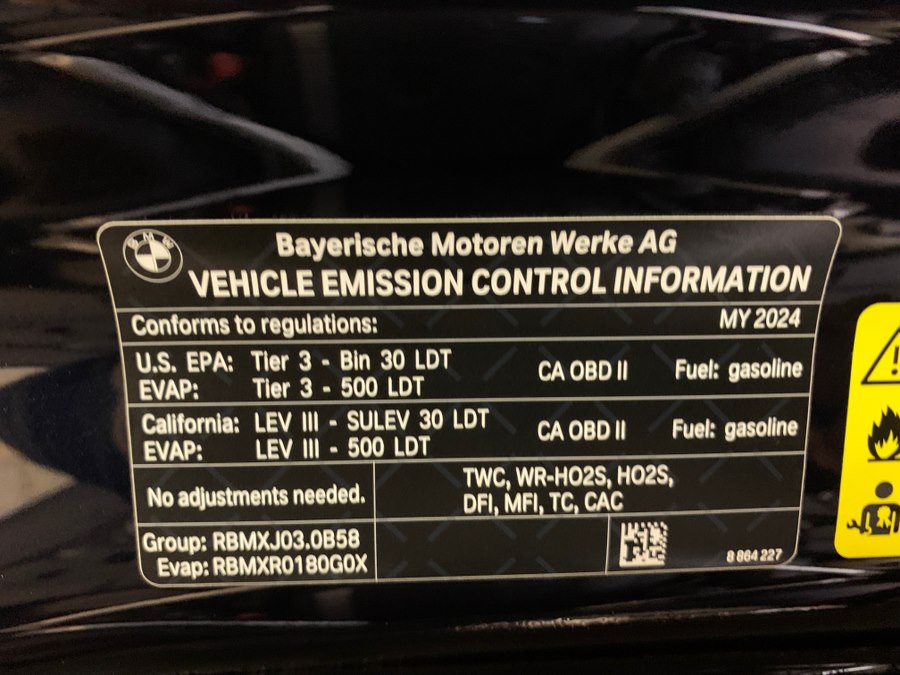 BMW
Bayerische Motoren Werke AG
VEHICLE EMISSION CONTROL INFORMATION
Conforms to regulations: MY 2024
U.S. EPA: Tier 3 - Bin 30 LDT CA OBD II Fuel: gasoline
EVAP: Tier 3 - 500 LDT
California: LEV III - SULEV 30 LDT CA OBD II Fuel: gasoline
EVAP: LEV III - 500 LDT
No adjustments needed.
TWC, WR-HO2S, HO2S,
DFI, MFI, TC, CAC
Group: RBMXJ03.0B58
Evap: RBMXR0180G0X
8 864 227